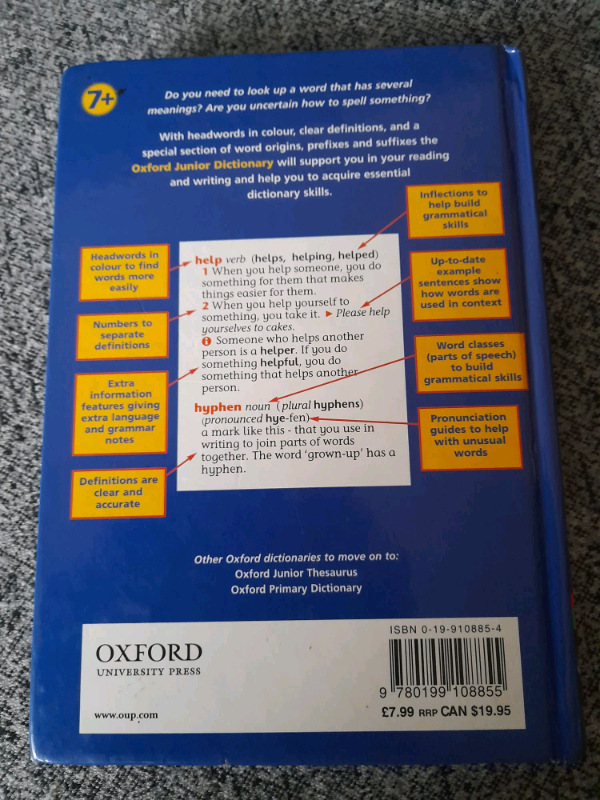 7+
Do you need to look up a word that has several
meanings? Are you uncertain how to spell something?
With headwords in colour, clear definitions, and a
special section of word origins, prefixes and suffixes the
Oxford Junior Dictionary will support you in your reading
and writing and help you to acquire essential
dictionary skills.
Inflections to
help build
grammatical
skills
Headwords in
colour to find
words more
easily
Numbers to
separate
definitions
Extra
information
features giving
extra language
and grammar
notes
Definitions are
clear and
accurate
help verb (helps, helping, helped)
1 When you help someone, you do
something for them that makes
things easier for them.
2 When you help yourself to
something, you take it. ► Please help
yourselves to cakes.
i Someone who helps another
person is a helper. If you do
something helpful, you do
something that helps another
person.
hyphen noun (plural hyphens)
(pronounced hye-fen)
a mark like this - that you use in
writing to join parts of words
together. The word 'grown-up' has a
hyphen.
Up-to-date
example
sentences show
how words are
used in context
Word classes
(parts of speech)
to build
grammatical skills
Pronunciation
guides to help
with unusual
words
Other Oxford dictionaries to move on to:
Oxford Junior Thesaurus
Oxford Primary Dictionary
OXFORD
UNIVERSITY PRESS
www.oup.com
ISBN 0-19-910885-4
9 780199 108855
£7.99 RRP CAN $19.95